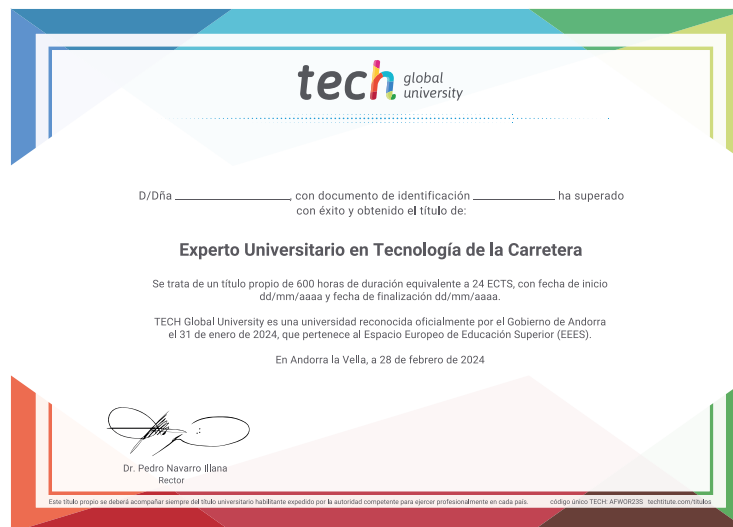 tech global university
D/Dña ____________________, con documento de identificación ______________ ha superado
con éxito y obtenido el título de:
Experto Universitario en Tecnología de la Carretera
Se trata de un título propio de 600 horas de duración equivalente a 24 ECTS, con fecha de inicio
dd/mm/aaaa y fecha de finalización dd/mm/aaaa.
TECH Global University es una universidad reconocida oficialmente por el Gobierno de Andorra
el 31 de enero de 2024, que pertenece al Espacio Europeo de Educación Superior (EEES).
En Andorra la Vella, a 28 de febrero de 2024
Dr. Pedro Navarro Illana
Rector
Este título propio se deberá acompañar siempre del título universitario habilitante expedido por la autoridad competente para ejercer profesionalmente en cada país. código único TECH: AFWOR23S techtitute.com/titulos